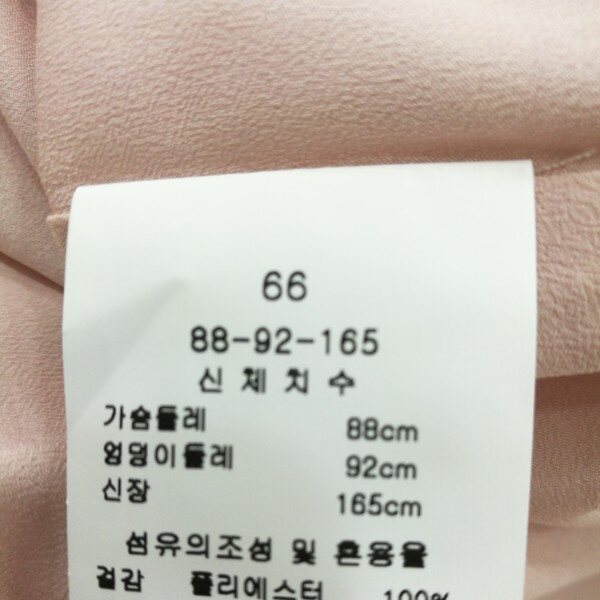 66
88-92-165
신체치수
가슴둘레 88cm
엉덩이둘레 92cm
신장 165cm
섬유의조성 및 혼용율
겉감 폴리에스터 100%